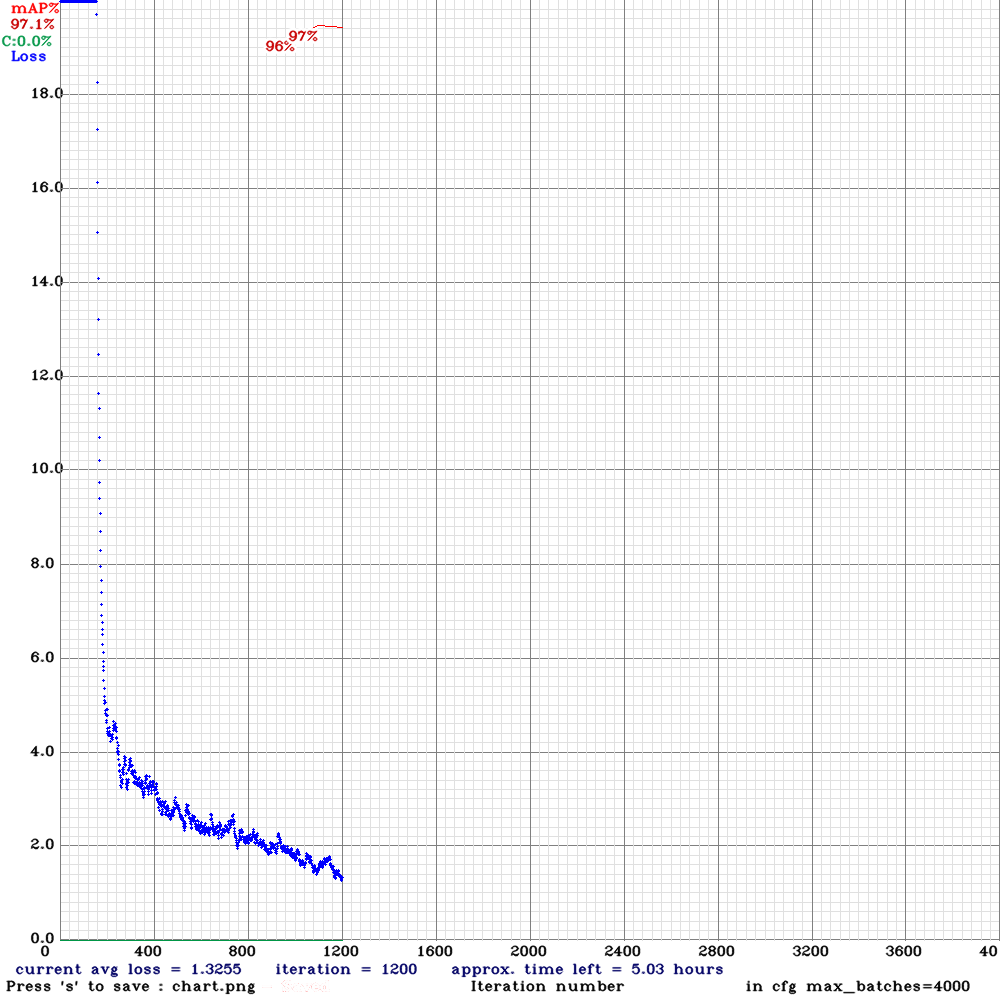 mAP%
97.1%
C:0.0%
Loss
97%
96%
18.0
16.0
14.0
12.0
10.0
8.0
6.0
4.0
2.0
0.0
0 400 800 1200 1600 2000 2400 2800 3200 3600 40
current avg loss = 1.3255 iteration = 1200 approx. time left = 5.03 hours
Press 's' to save : chart.png - Iteration number in cfg max_batches=4000